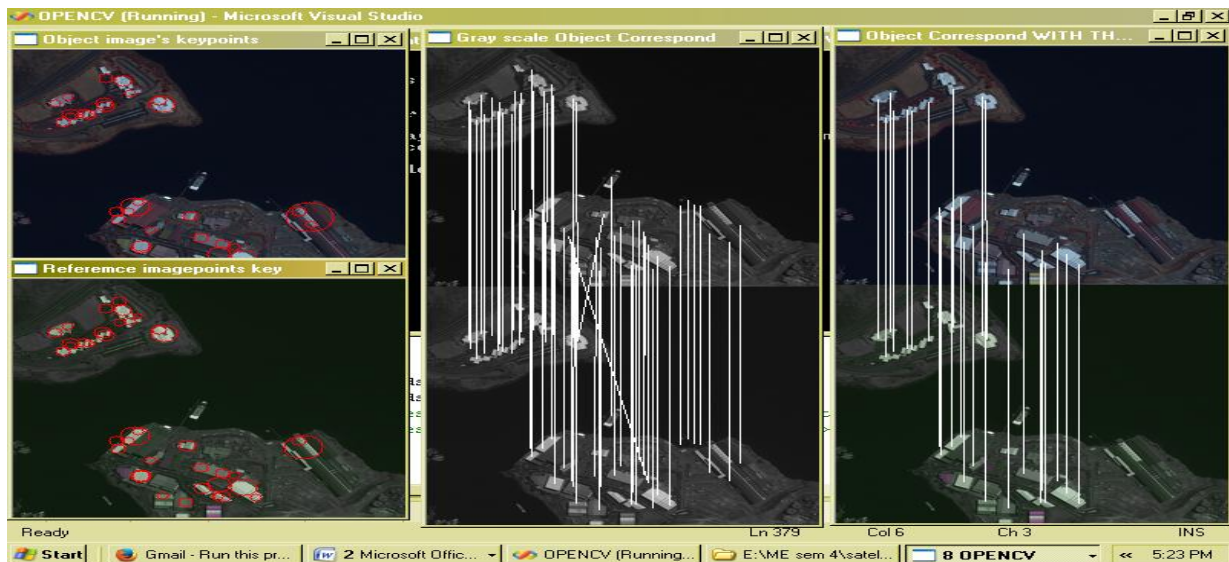 OPENCV (Running) - Microsoft Visual Studio
Object image's keypoints
Gray scale Object Correspond
Object Correspond WITH TH...
Referemce imagepoints key
Ready
Ln 379
Col 6
Ch 3
INS
Start
Gmail - Run this pr...
2 Microsoft Offic...
OPENCV (Running...
E:\ME sem 4\satel...
8 OPENCV
«
5:23 PM